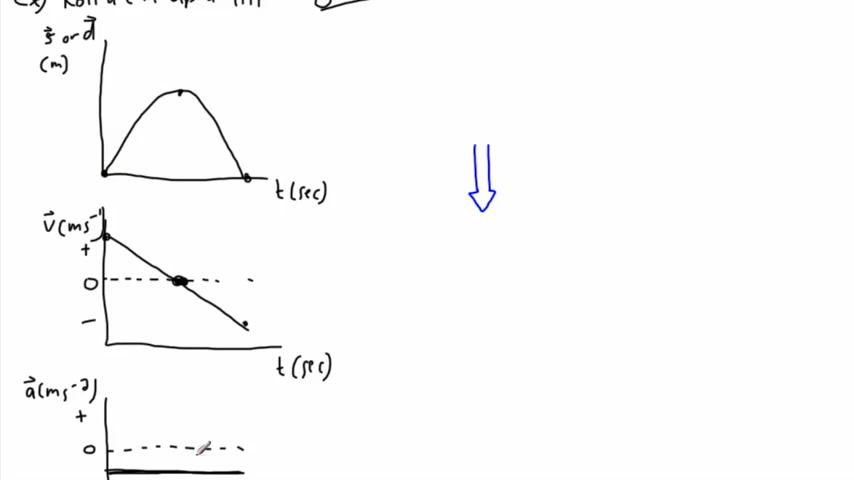 s⃗ or d⃗
(m)
t(sec)
v⃗(ms⁻¹)
+
0
−
t(sec)
a⃗(ms⁻²)
+
0